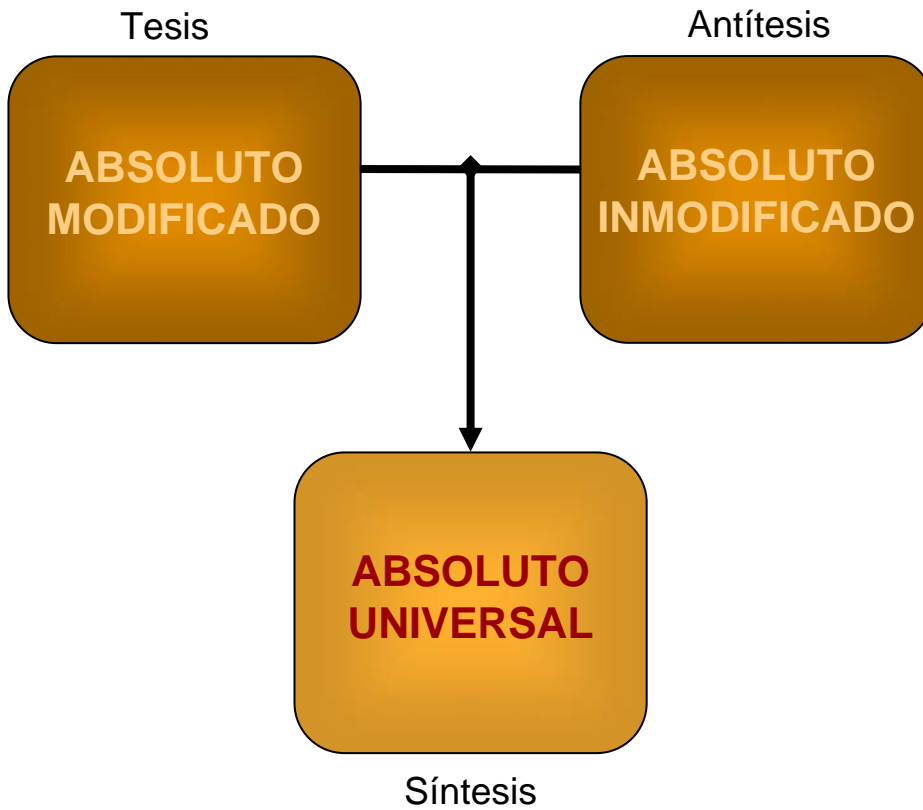 Tesis
Antítesis
ABSOLUTO
MODIFICADO
ABSOLUTO
INMODIFICADO
ABSOLUTO
UNIVERSAL
Síntesis